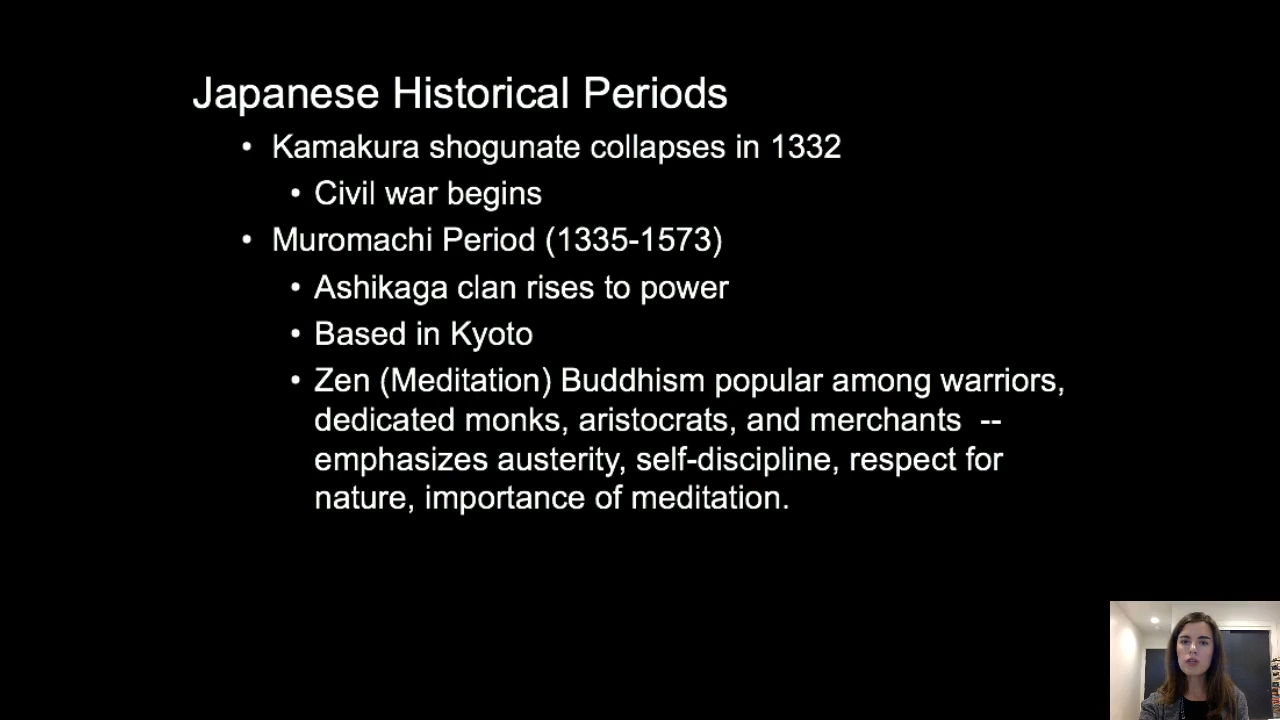 Japanese Historical Periods
• Kamakura shogunate collapses in 1332
• Civil war begins
• Muromachi Period (1335-1573)
• Ashikaga clan rises to power
• Based in Kyoto
• Zen (Meditation) Buddhism popular among warriors,
dedicated monks, aristocrats, and merchants  --
emphasizes austerity, self-discipline, respect for
nature, importance of meditation.